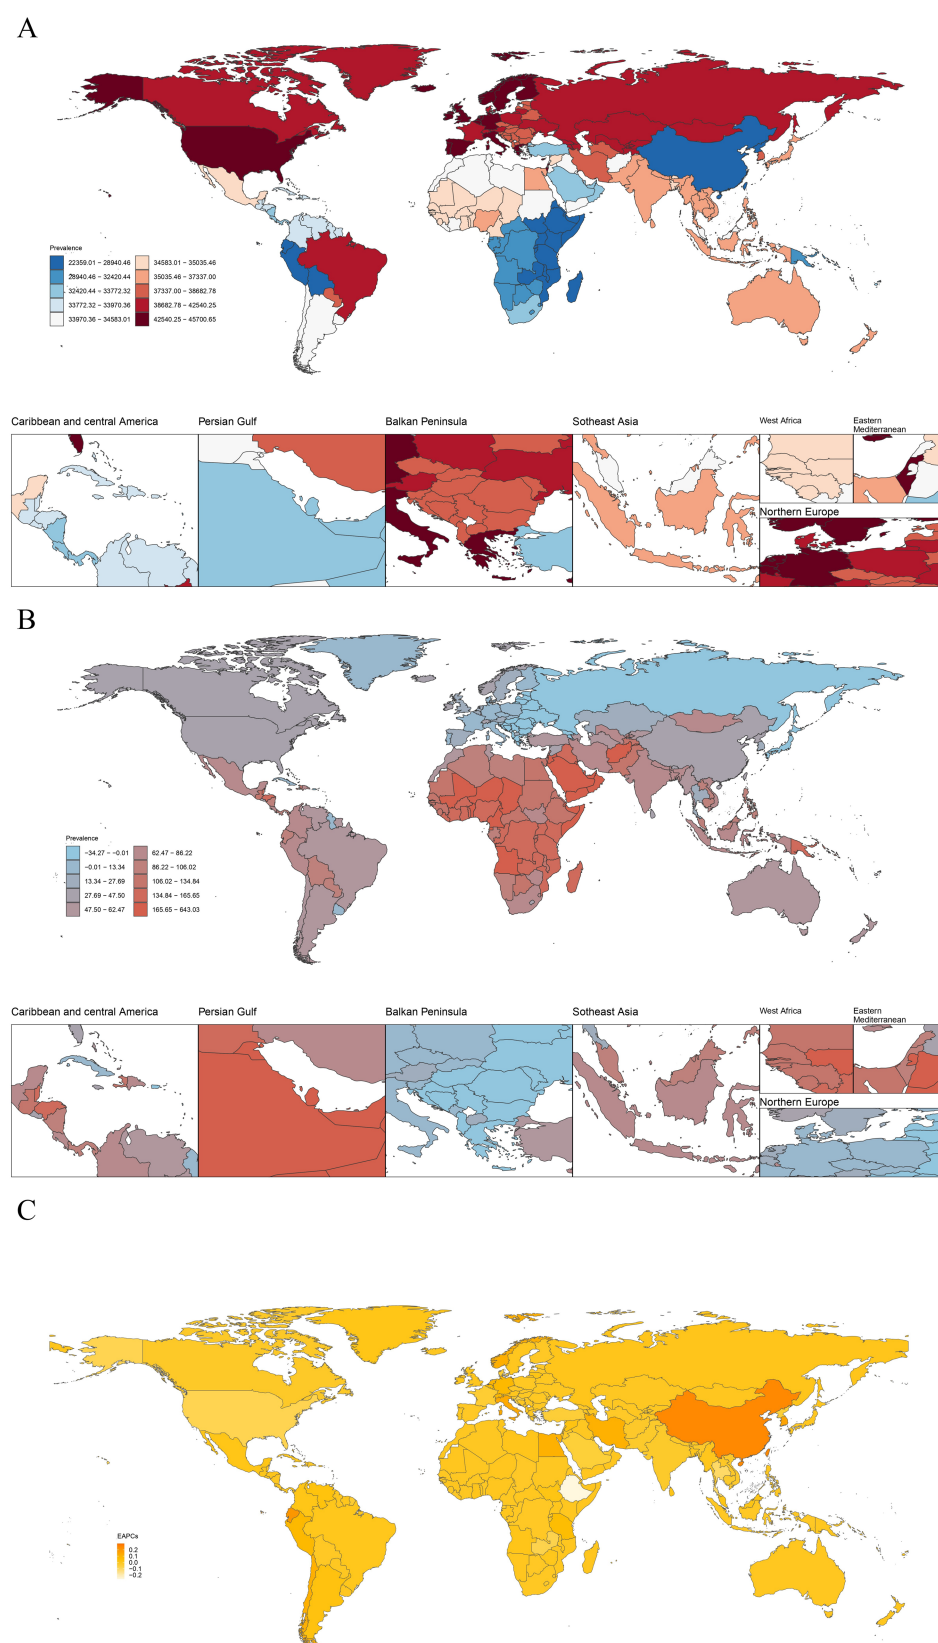 A
Prevalence
22359.01 − 28940.46
28940.46 − 32420.44
32420.44 − 33772.32
33772.32 − 33970.36
33970.36 − 34583.01
34583.01 − 35035.46
35035.46 − 37337.00
37337.00 − 38682.78
38682.78 − 42540.25
42540.25 − 45700.65
Caribbean and central America
Persian Gulf
Balkan Peninsula
Sotheast Asia
West Africa
Eastern
Mediterranean
Northern Europe
B
Prevalence
−34.27 − −0.01
−0.01 − 13.34
13.34 − 27.69
27.69 − 47.50
47.50 − 62.47
62.47 − 86.22
86.22 − 106.02
106.02 − 134.84
134.84 − 165.65
165.65 − 643.03
Caribbean and central America
Persian Gulf
Balkan Peninsula
Sotheast Asia
West Africa
Eastern
Mediterranean
Northern Europe
C
EAPCs
0.2
0.1
0.0
−0.1
−0.2